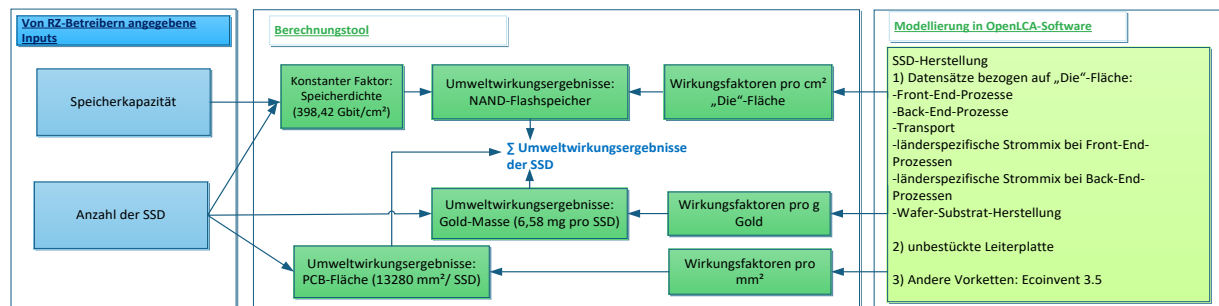 Von RZ-Betreibern angegebene
Inputs
Speicherkapazität
Anzahl der SSD
Berechnungstool
Konstanter Faktor:
Speicherdichte
(398,42 Gbit/cm²)
Umweltwirkungsergebnisse:
NAND-Flashspeicher
Wirkungsfaktoren pro cm²
„Die“-Fläche
∑ Umweltwirkungsergebnisse
der SSD
Umweltwirkungsergebnisse:
Gold-Masse (6,58 mg pro SSD)
Wirkungsfaktoren pro g
Gold
Umweltwirkungsergebnisse:
PCB-Fläche (13280 mm²/ SSD)
Wirkungsfaktoren pro
mm²
Modellierung in OpenLCA-Software
SSD-Herstellung
1) Datensätze bezogen auf „Die“-Fläche:
-Front-End-Prozesse
-Back-End-Prozesse
-Transport
-länderspezifische Strommix bei Front-End-
Prozessen
-länderspezifische Strommix bei Back-End-
Prozessen
-Wafer-Substrat-Herstellung
2) unbestückte Leiterplatte
3) Andere Vorketten: Ecoinvent 3.5